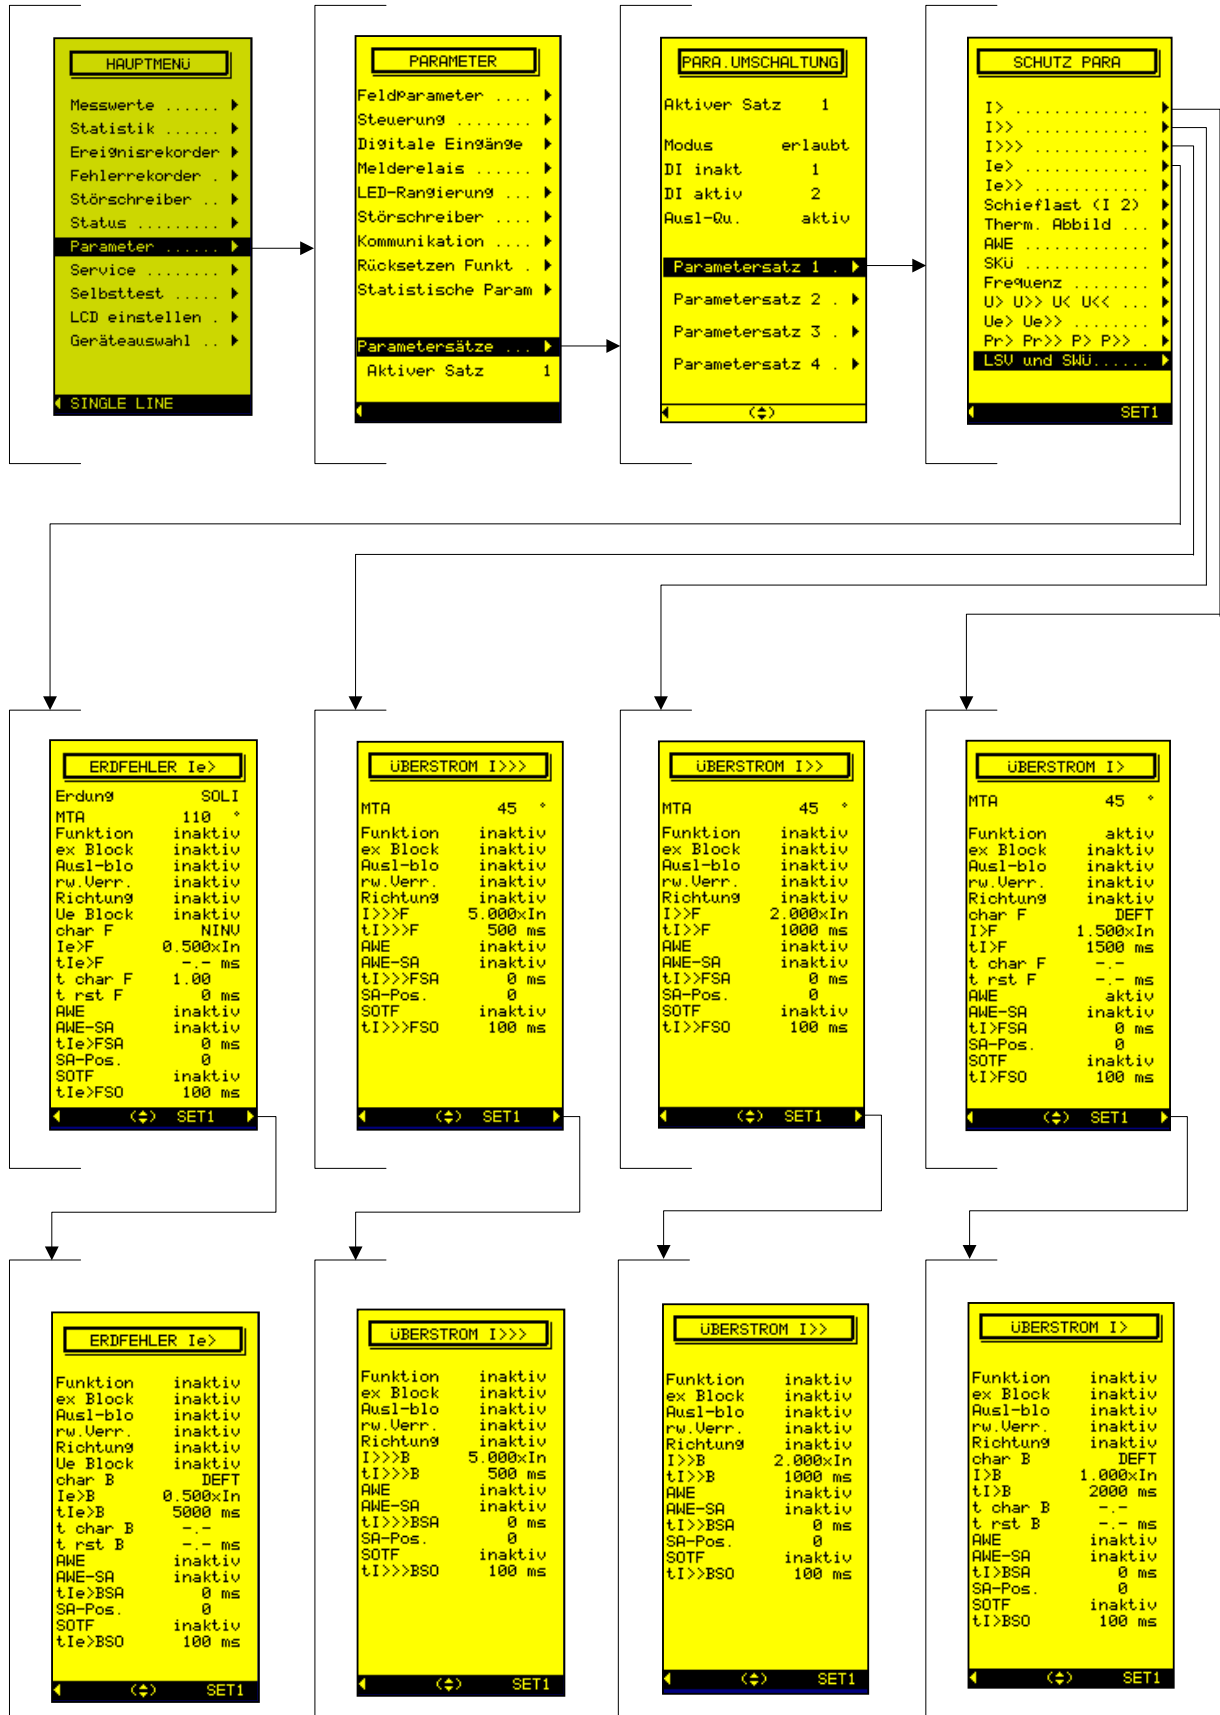 HAUPTMENü
Messwerte ...... 
Statistik ...... 
Ereignisrekorder
Fehlerrekorder .
Störschreiber ..
Status .........
Parameter ......
Service ........
Selbsttest .....
LCD einstellen .
Geräteauswahl ..
SINGLE LINE
PARAMETER
Feldparameter ....
Steuerung ........
Digitale Eingänge
Melderelais ......
LED-Rangierung ...
Störschreiber ....
Kommunikation ....
Rücksetzen Funkt .
Statistische Param
Parametersätze ...
Aktiver Satz 1
PARA.UMSCHALTUNG
Aktiver Satz 1
Modus erlaubt
DI inakt 1
DI aktiv 2
Ausl-Qu. aktiv
Parametersatz 1 .
Parametersatz 2 .
Parametersatz 3 .
Parametersatz 4 .
SCHUTZ PARA
I> .............
I>> ............
I>>> ...........
Ie> ............
Ie>> ...........
Schieflast (I 2)
Therm. Abbild ...
AWE ............
SKü ............
Frequenz ........
U> U>> U< U<< ...
Ue> Ue>> ........
Pr> Pr>> P> P>> .
LSV und SWü......
SET1
ERDFEHLER Ie>
Erdung SOLI
MTA 110 °
Funktion inaktiv
ex Block inaktiv
Ausl-blo inaktiv
rw.Verr. inaktiv
Richtung inaktiv
Ue Block inaktiv
char F NINV
Ie>F 0.500xIn
tIe>F -.- ms
t char F 1.00
t rst F 0 ms
AWE inaktiv
AWE-SA inaktiv
tIe>FSA 0 ms
SA-Pos. 0
SOTF inaktiv
tIe>FSO 100 ms
SET1
üBERSTROM I>>>
MTA 45 °
Funktion inaktiv
ex Block inaktiv
Ausl-blo inaktiv
rw.Verr. inaktiv
Richtung inaktiv
I>>>F 5.000xIn
tI>>>F 500 ms
AWE inaktiv
AWE-SA inaktiv
tI>>>FSA 0 ms
SA-Pos. 0
SOTF inaktiv
tI>>>FSO 100 ms
SET1
üBERSTROM I>>
MTA 45 °
Funktion inaktiv
ex Block inaktiv
Ausl-blo inaktiv
rw.Verr. inaktiv
Richtung inaktiv
I>>F 2.000xIn
tI>>F 1000 ms
AWE inaktiv
AWE-SA inaktiv
tI>>FSA 0 ms
SA-Pos. 0
SOTF inaktiv
tI>>FSO 100 ms
SET1
üBERSTROM I>
MTA 45 °
Funktion aktiv
ex Block inaktiv
Ausl-blo inaktiv
rw.Verr. inaktiv
Richtung inaktiv
char F DEFT
I>F 1.500xIn
tI>F 1500 ms
t char F -.-
t rst F -.- ms
AWE aktiv
AWE-SA inaktiv
tI>FSA 0 ms
SA-Pos. 0
SOTF inaktiv
tI>FSO 100 ms
SET1
ERDFEHLER Ie>
Funktion inaktiv
ex Block inaktiv
Ausl-blo inaktiv
rw.Verr. inaktiv
Richtung inaktiv
Ue Block inaktiv
char B DEFT
Ie>B 0.500xIn
tIe>B 5000 ms
t char B -.-
t rst B -.- ms
AWE inaktiv
AWE-SA inaktiv
tIe>BSA 0 ms
SA-Pos. 0
SOTF inaktiv
tIe>BSO 100 ms
SET1
üBERSTROM I>>>
Funktion inaktiv
ex Block inaktiv
Ausl-blo inaktiv
rw.Verr. inaktiv
Richtung inaktiv
I>>>B 5.000xIn
tI>>>B 500 ms
AWE inaktiv
AWE-SA inaktiv
tI>>>BSA 0 ms
SA-Pos. 0
SOTF inaktiv
tI>>>BSO 100 ms
SET1
üBERSTROM I>>
Funktion inaktiv
ex Block inaktiv
Ausl-blo inaktiv
rw.Verr. inaktiv
Richtung inaktiv
I>>B 2.000xIn
tI>>B 1000 ms
AWE inaktiv
AWE-SA inaktiv
tI>>BSA 0 ms
SA-Pos. 0
SOTF inaktiv
tI>>BSO 100 ms
SET1
üBERSTROM I>
Funktion inaktiv
ex Block inaktiv
Ausl-blo inaktiv
rw.Verr. inaktiv
Richtung inaktiv
char B DEFT
I>B 1.000xIn
tI>B 2000 ms
t char B -.-
t rst B -.- ms
AWE inaktiv
AWE-SA inaktiv
tI>BSA 0 ms
SA-Pos. 0
SOTF inaktiv
tI>BSO 100 ms
SET1